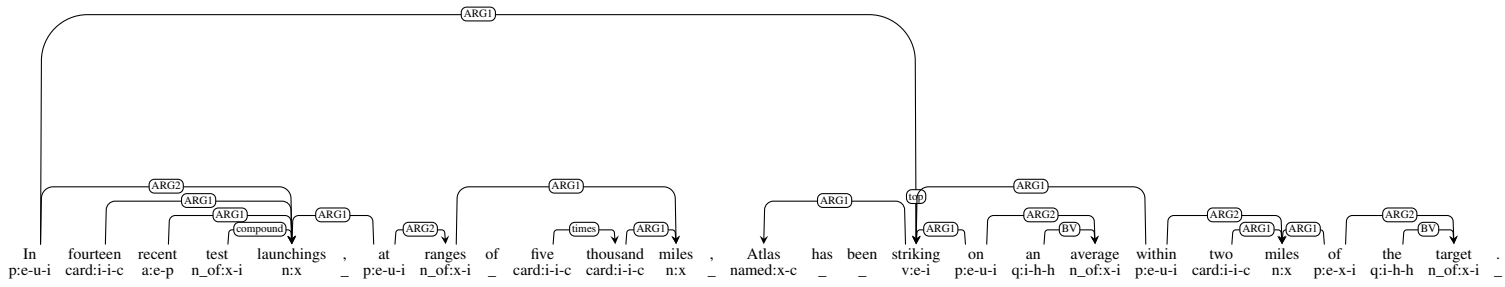 ARG1
ARG2 ARG1 ARG1
ARG1 ARG1 top
ARG1 ARG1 ARG2 ARG2
compound ARG2 times ARG1 ARG1 BV ARG1 ARG1 BV
In fourteen recent test launchings , at ranges of five thousand miles , Atlas has been striking on an average within two miles of the target .
p:e-u-i card:i-i-c a:e-p n_of:x-i n:x _ p:e-u-i n_of:x-i _ card:i-i-c card:i-i-c n:x _ named:x-c _ _ v:e-i p:e-u-i q:i-h-h n_of:x-i p:e-u-i card:i-i-c n:x p:e-x-i q:i-h-h n_of:x-i _